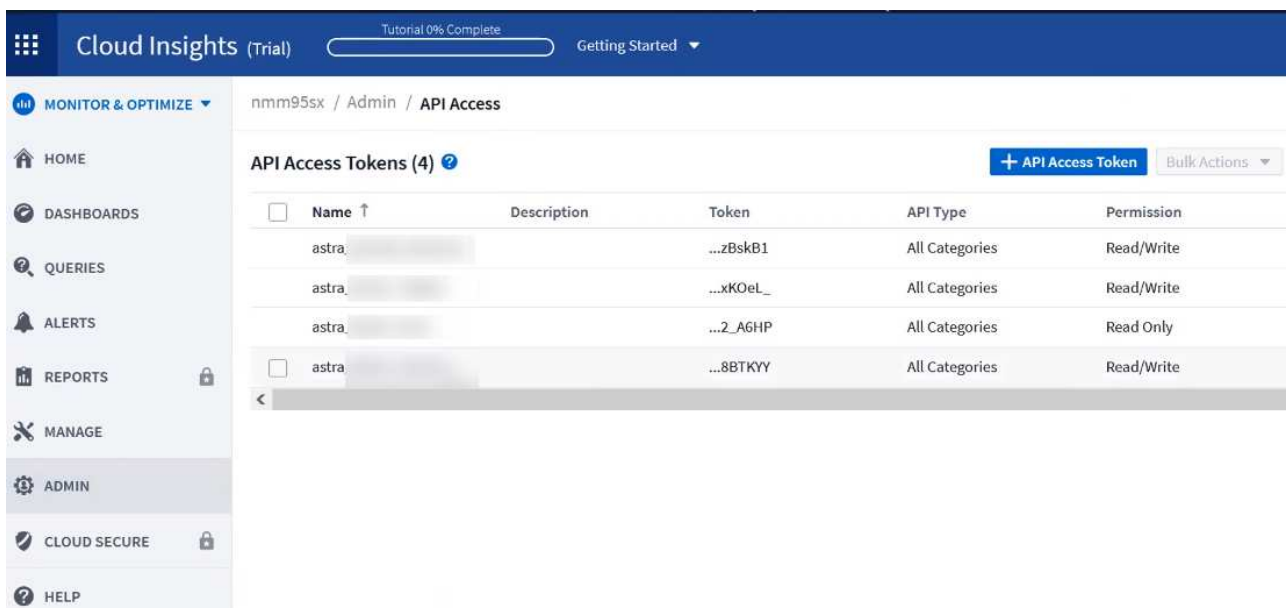 Cloud Insights (Trial)
Tutorial 0% Complete
Getting Started
MONITOR & OPTIMIZE
HOME
DASHBOARDS
QUERIES
ALERTS
REPORTS
MANAGE
ADMIN
CLOUD SECURE
HELP
nmm95sx / Admin / API Access
API Access Tokens (4)
+ API Access Token
Bulk Actions
Name ↑ Description Token API Type Permission
astra_ ...zBskB1 All Categories Read/Write
astra_ ...xKOeL_ All Categories Read/Write
astra_ ...2_A6HP All Categories Read Only
astra ...8BTKYY All Categories Read/Write